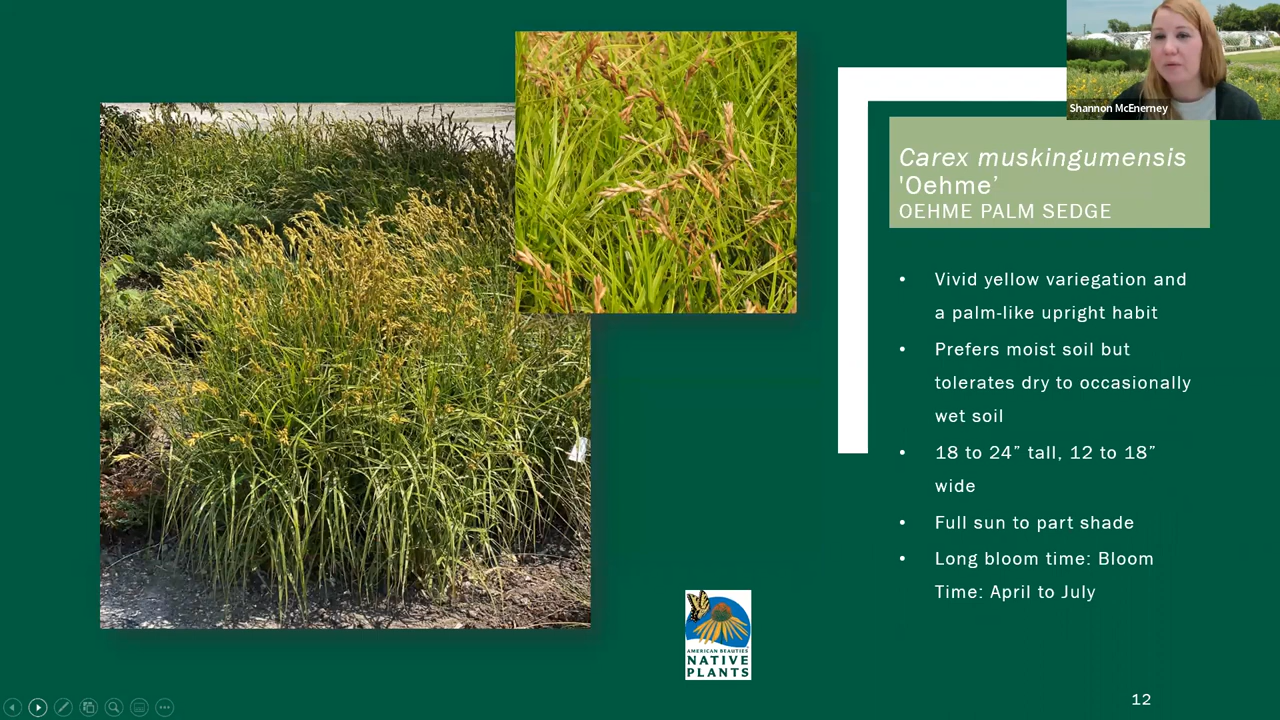 Shannon McEnerney
Carex muskingumensis
'Oehme’
OEHME PALM SEDGE
• Vivid yellow variegation and
a palm-like upright habit
• Prefers moist soil but
tolerates dry to occasionally
wet soil
• 18 to 24” tall, 12 to 18”
wide
• Full sun to part shade
• Long bloom time: Bloom
Time: April to July
AMERICAN BEAUTIES
NATIVE
PLANTS
12